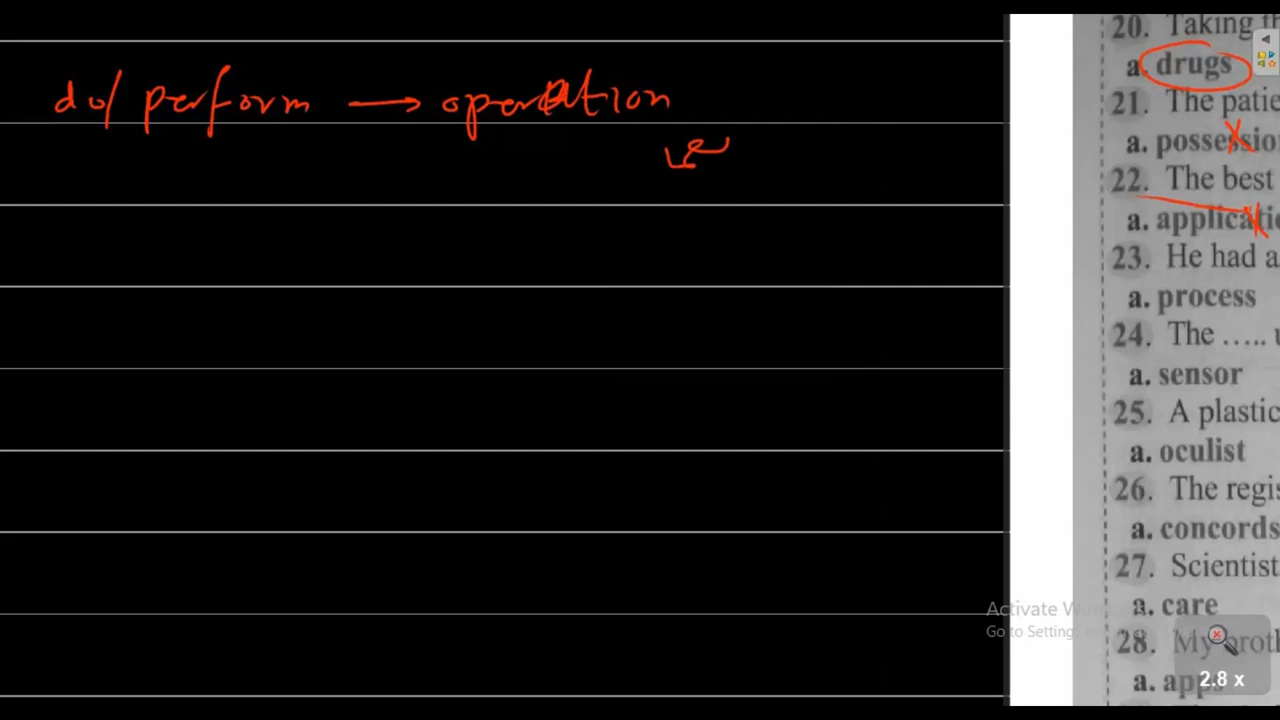 do/ perform → operation
20. Taking th
a. drugs
21. The patie
a. possessio
22. The best
a. applicatio
23. He had a
a. process
24. The ..... u
a. sensor
25. A plastic
a. oculist
26. The regis
a. concords
27. Scientist
a. care
28. My broth
a. apps
Activate W
Go to Setting
2.8 x